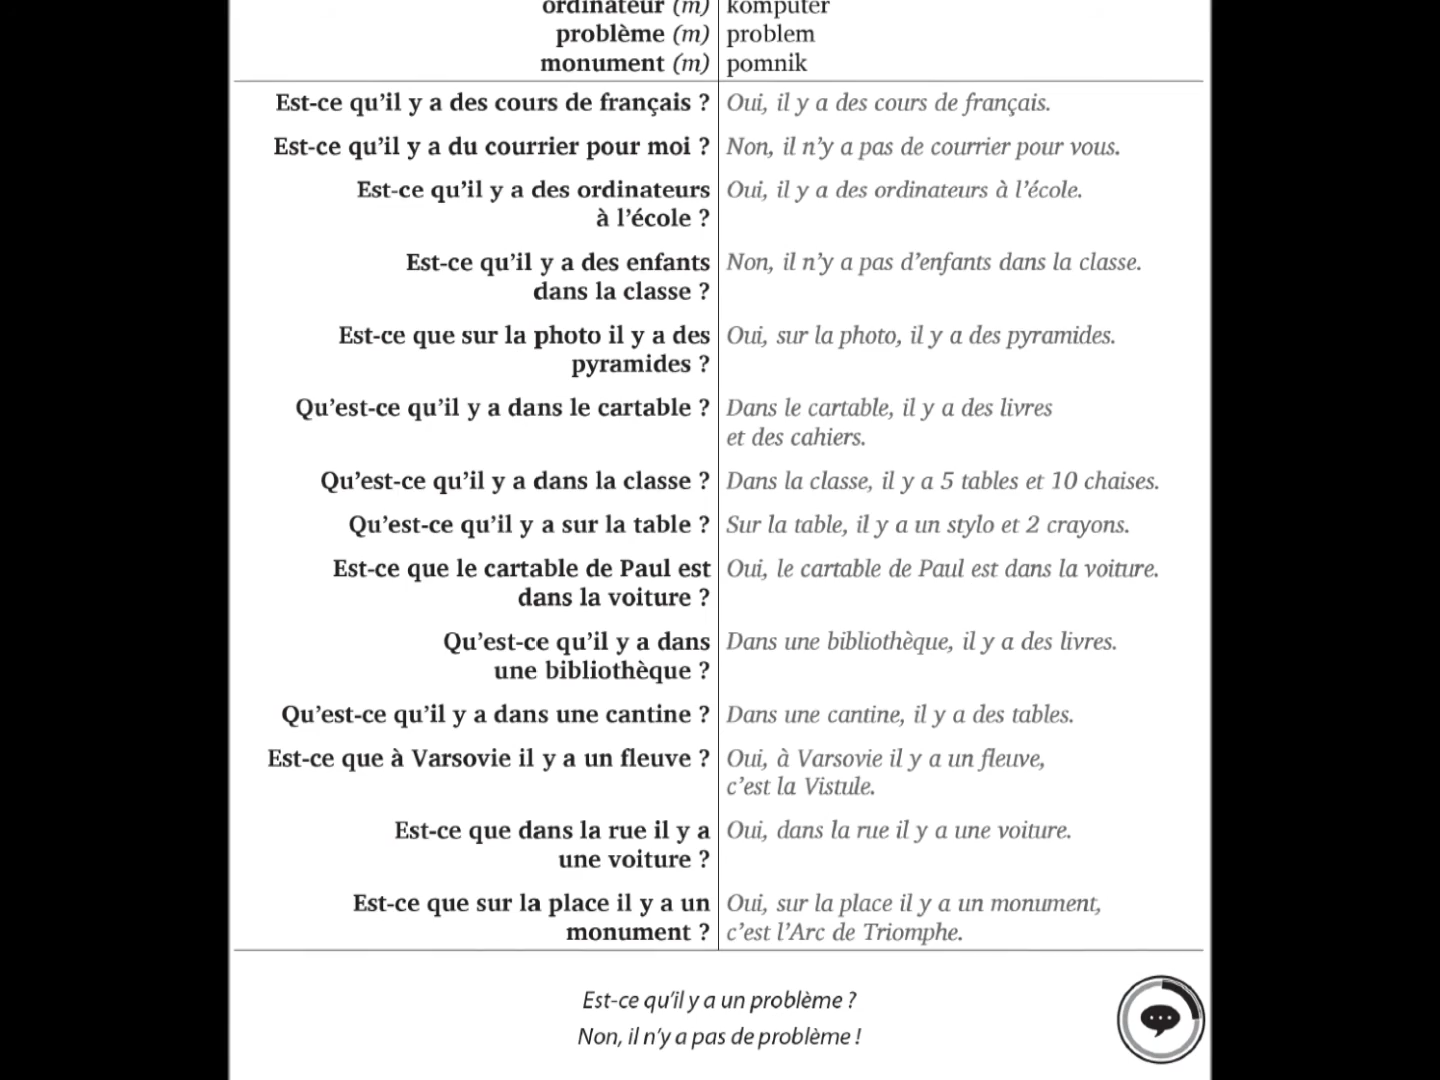 ordinateur (m) komputer
problème (m) problem
monument (m) pomnik
Est-ce qu’il y a des cours de français ? Oui, il y a des cours de français.
Est-ce qu’il y a du courrier pour moi ? Non, il n’y a pas de courrier pour vous.
Est-ce qu’il y a des ordinateurs Oui, il y a des ordinateurs à l’école.
à l’école ?
Est-ce qu’il y a des enfants Non, il n’y a pas d’enfants dans la classe.
dans la classe ?
Est-ce que sur la photo il y a des Oui, sur la photo, il y a des pyramides.
pyramides ?
Qu’est-ce qu’il y a dans le cartable ? Dans le cartable, il y a des livres
et des cahiers.
Qu’est-ce qu’il y a dans la classe ? Dans la classe, il y a 5 tables et 10 chaises.
Qu’est-ce qu’il y a sur la table ? Sur la table, il y a un stylo et 2 crayons.
Est-ce que le cartable de Paul est Oui, le cartable de Paul est dans la voiture.
dans la voiture ?
Qu’est-ce qu’il y a dans Dans une bibliothèque, il y a des livres.
une bibliothèque ?
Qu’est-ce qu’il y a dans une cantine ? Dans une cantine, il y a des tables.
Est-ce que à Varsovie il y a un fleuve ? Oui, à Varsovie il y a un fleuve,
c’est la Vistule.
Est-ce que dans la rue il y a Oui, dans la rue il y a une voiture.
une voiture ?
Est-ce que sur la place il y a un Oui, sur la place il y a un monument,
monument ? c’est l’Arc de Triomphe.
Est-ce qu’il y a un problème ?
Non, il n’y a pas de problème !